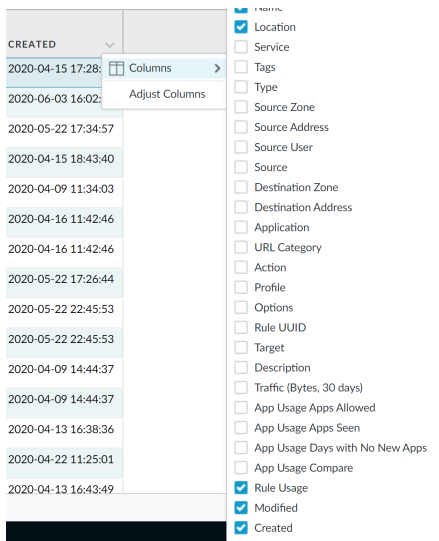 Name
Location
CREATED
Service
2020-04-15 17:28:
Columns
Tags
Adjust Columns
Type
2020-06-03 16:02:
Source Zone
2020-05-22 17:34:57
Source Address
2020-04-15 18:43:40
Source User
Source
2020-04-09 11:34:03
Destination Zone
Destination Address
2020-04-16 11:42:46
Application
2020-04-16 11:42:46
URL Category
Action
2020-05-22 17:26:44
Profile
2020-05-22 22:45:53
Options
Rule UUID
2020-05-22 22:45:53
Target
2020-04-09 14:44:37
Description
Traffic (Bytes, 30 days)
2020-04-09 14:44:37
App Usage Apps Allowed
2020-04-13 16:38:36
App Usage Apps Seen
App Usage Days with No New Apps
2020-04-22 11:25:01
App Usage Compare
2020-04-13 16:43:49
Rule Usage
Modified
Created